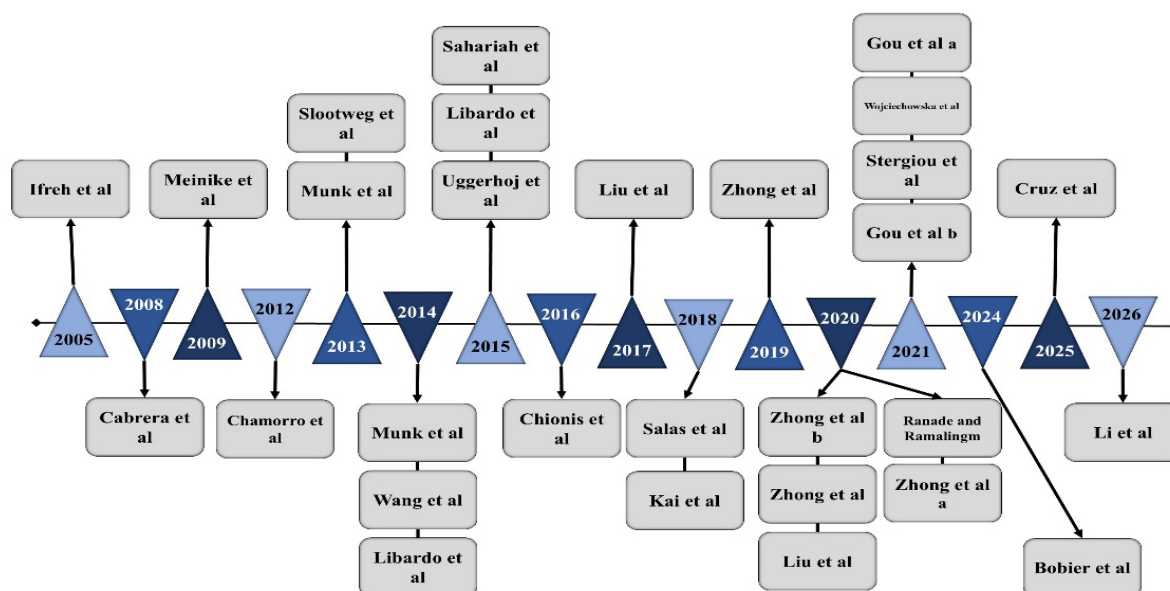 Sahariah et
al
Gou et al a
Wojciechowska et al
Slootweg et
al
Libardo et
al
Stergiou et
al
Ifreh et al
Meinike et
al
Munk et al
Uggerhoj et
al
Liu et al
Zhong et al
Gou et al b
Cruz et al
2005
2008
2009
2012
2013
2014
2015
2016
2017
2018
2019
2020
2021
2024
2025
2026
Cabrera et
al
Chamorro et
al
Munk et al
Wang et al
Libardo et
al
Chionis et
al
Salas et al
Kai et al
Zhong et al
b
Zhong et al
Liu et al
Ranade and
Ramalingm
Zhong et al
a
Bobier et al
Li et al